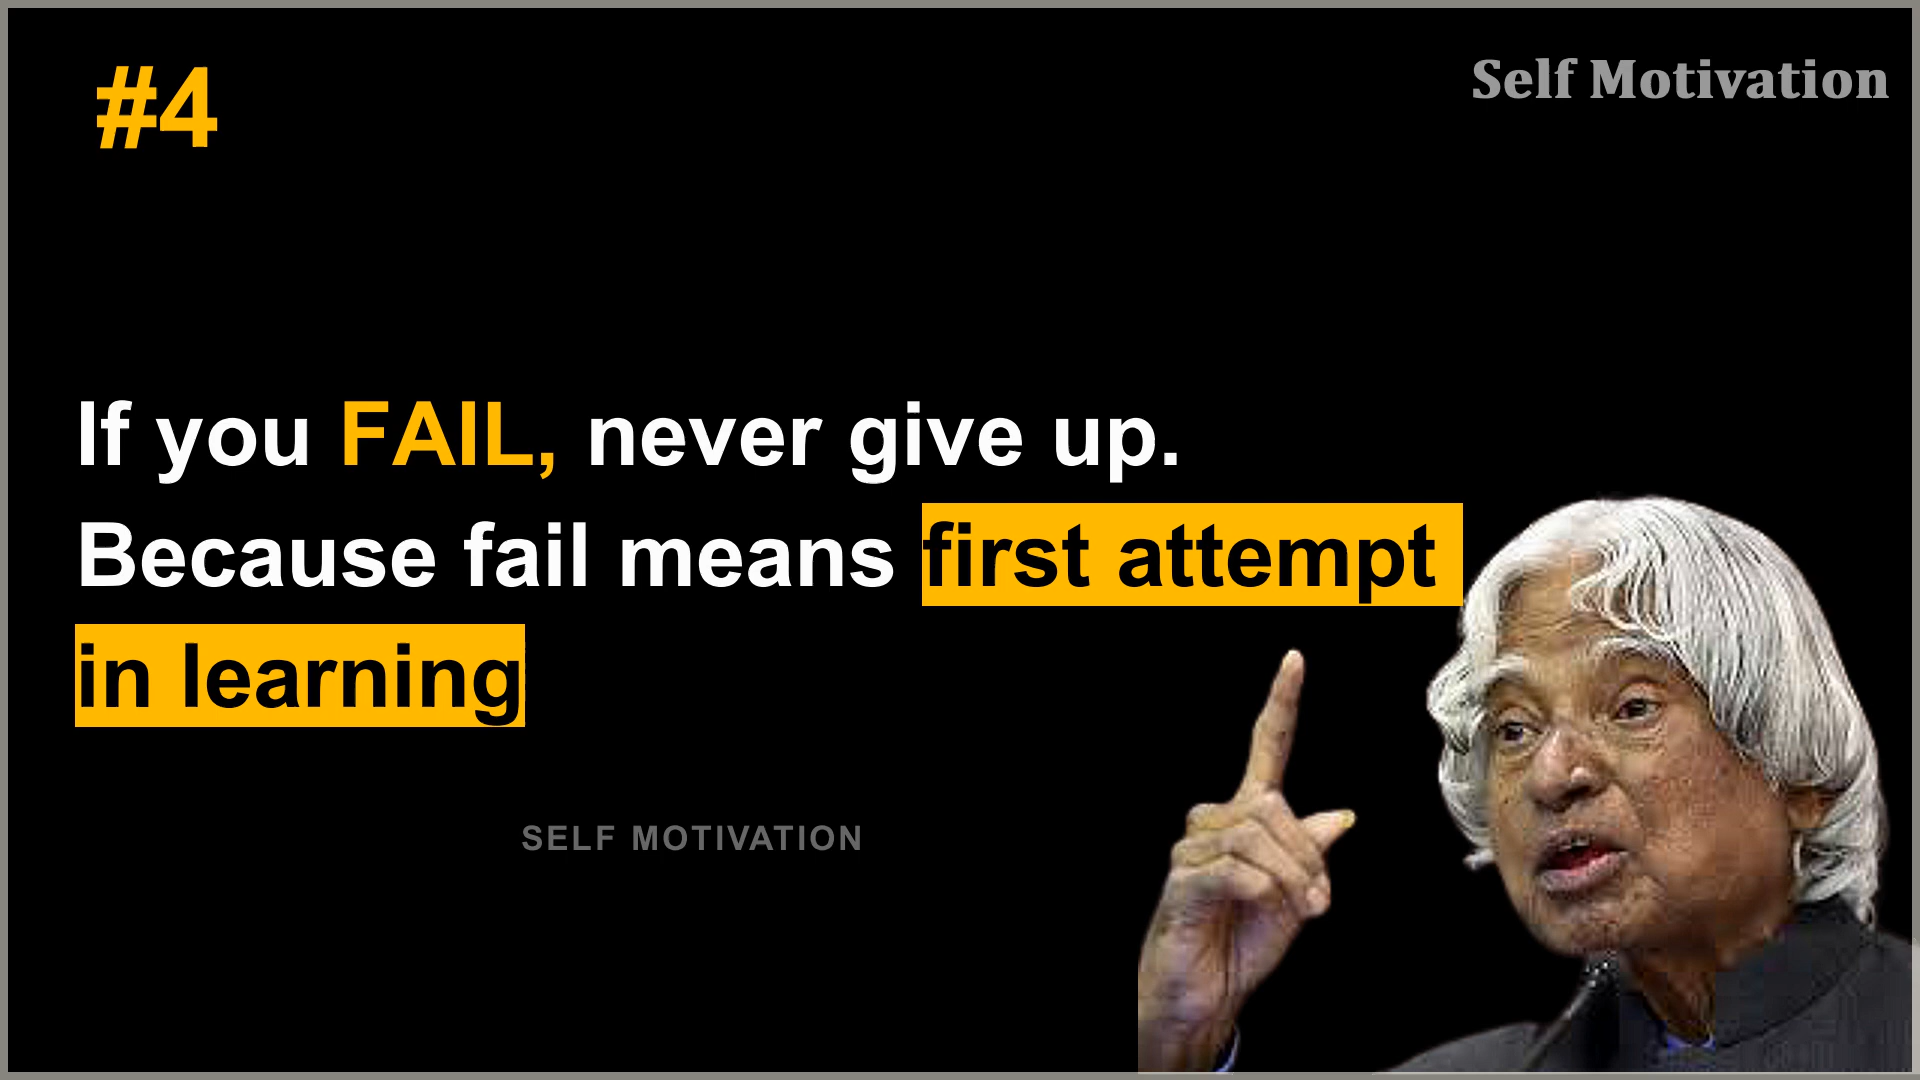 #4
Self Motivation
If you FAIL, never give up.
Because fail means first attempt
in learning
SELF MOTIVATION